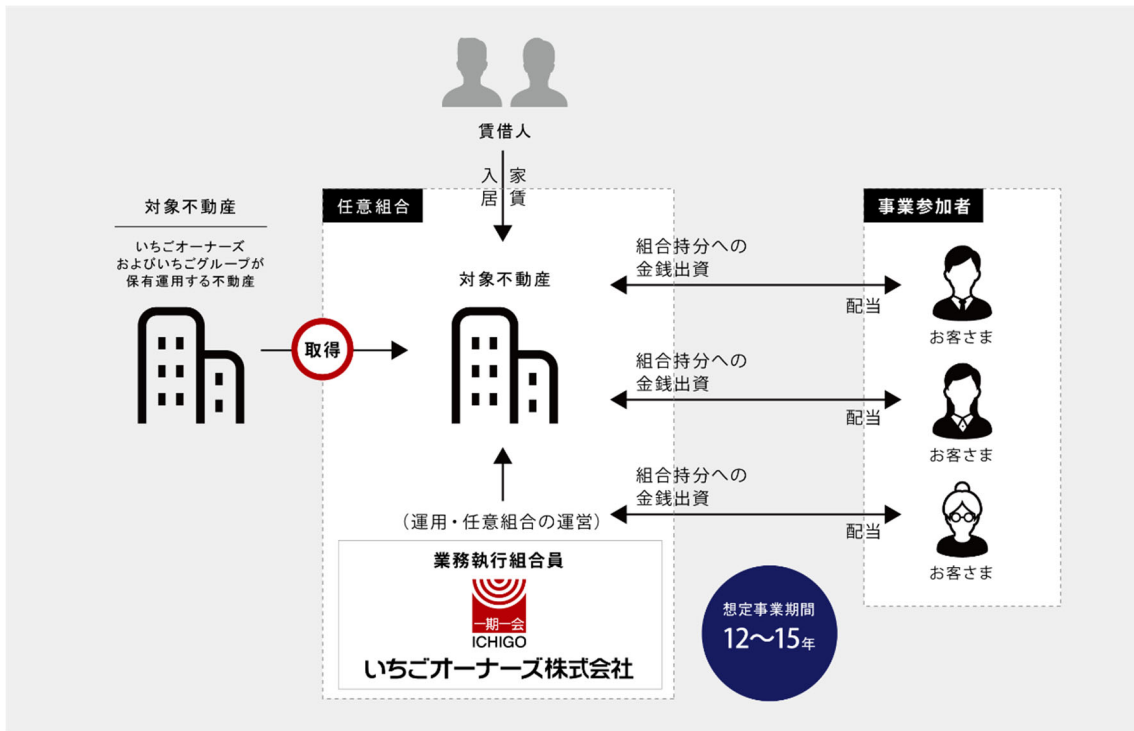 賃借人
入居
家賃
対象不動産
いちごオーナーズ
およびいちごグループが
保有運用する不動産
取得
任意組合
対象不動産
(運用・任意組合の運営)
業務執行組合員
一期一会
ICHIGO
いちごオーナーズ株式会社
組合持分への
金銭出資
配当
組合持分への
金銭出資
配当
組合持分への
金銭出資
配当
事業参加者
お客さま
お客さま
お客さま
想定事業期間
12〜15年